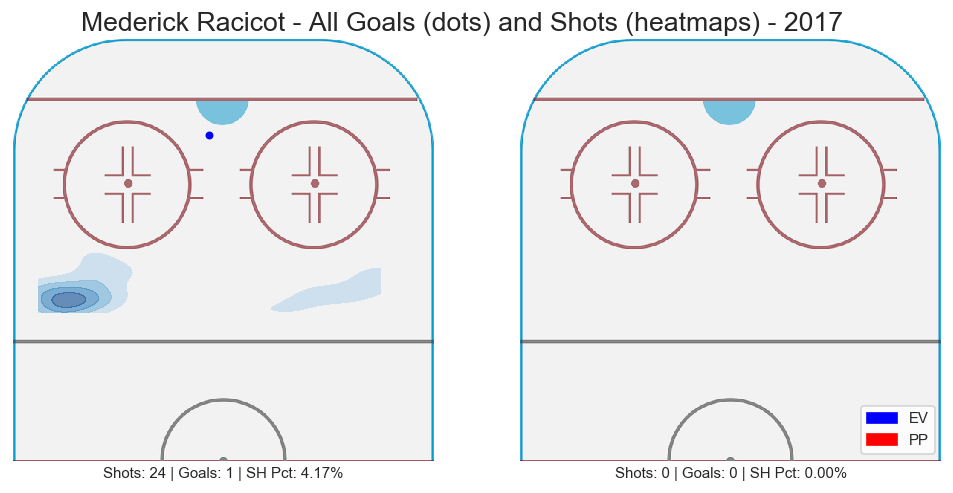 Mederick Racicot - All Goals (dots) and Shots (heatmaps) - 2017
EV
PP
Shots: 24 | Goals: 1 | SH Pct: 4.17%
Shots: 0 | Goals: 0 | SH Pct: 0.00%